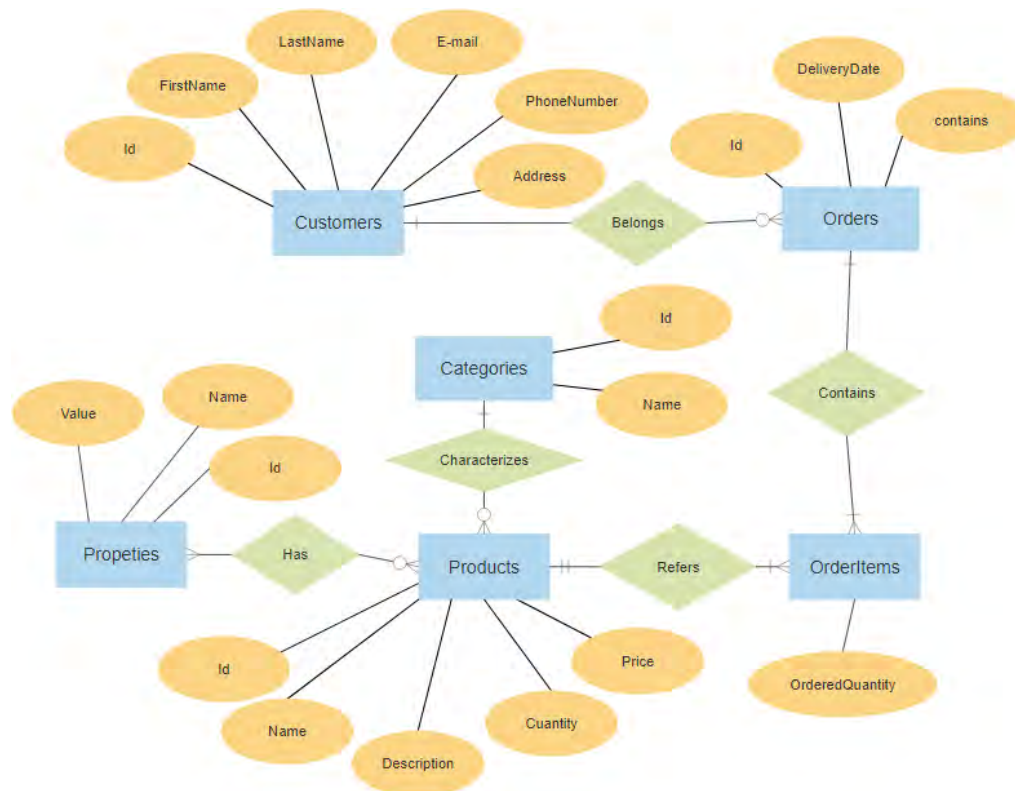 LastName
E-mail
DeliveryDate
FirstName
PhoneNumber
contains
Id
Id
Address
Customers
Belongs
Orders
Id
Categories
Name
Name
Contains
Value
Id
Characterizes
Propeties
Has
Products
Refers
OrderItems
Id
Price
Name
Cuantity
OrderedQuantity
Description